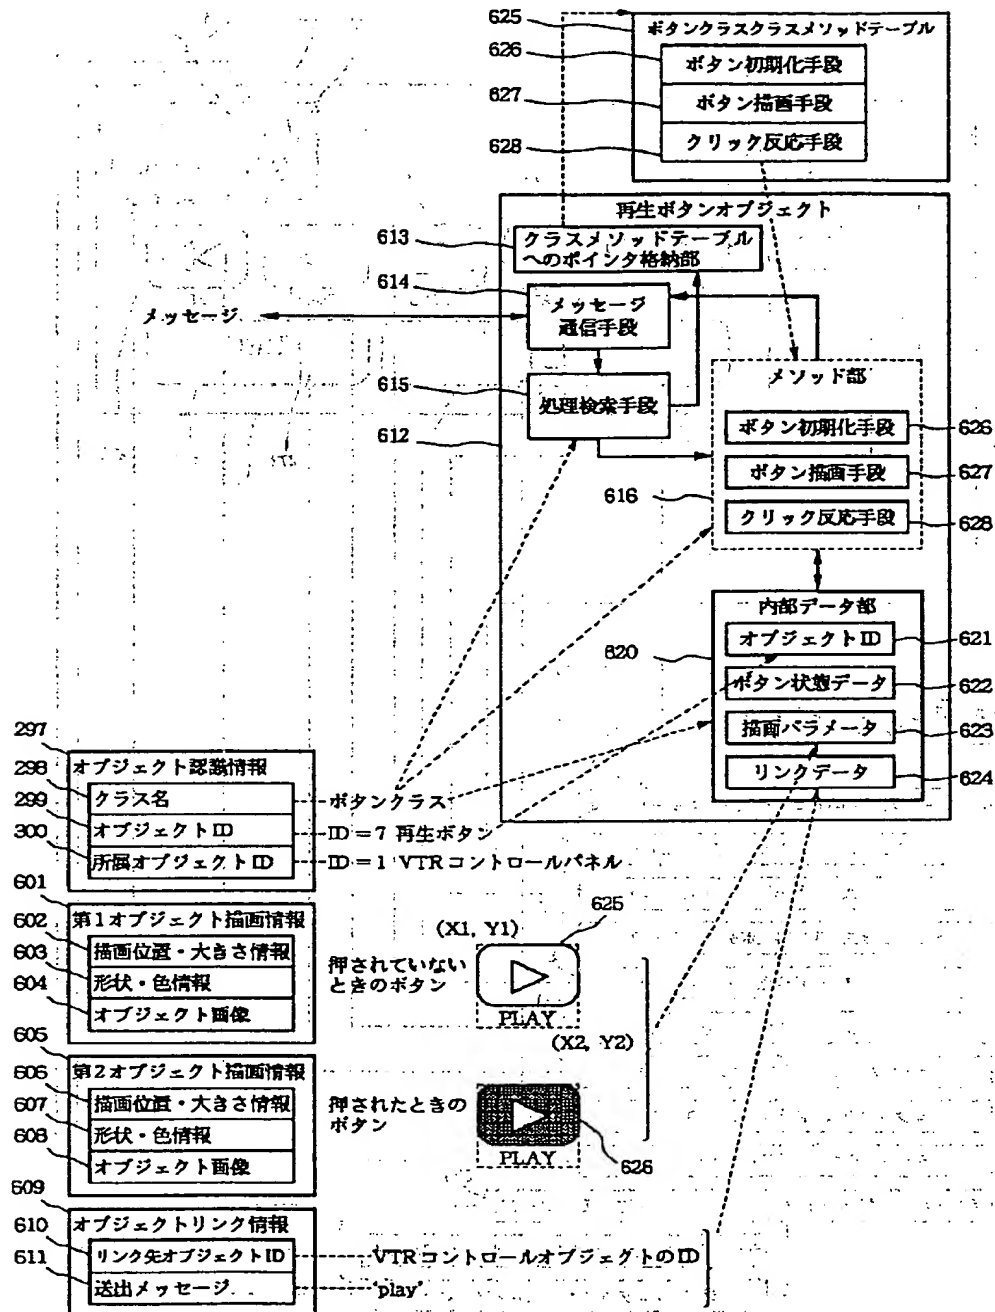 625
ボタンクラスクラスメソッドテーブル
626
ボタン初期化手段
627
ボタン描画手段
628
クリック反応手段
再生ボタンオブジェクト
613
クラスメソッドテーブル
へのポインタ格納部
614
メッセージ
メッセージ
通信手段
メソッド部
615
処理検索手段
612
ボタン初期化手段
626
ボタン描画手段
627
616
クリック反応手段
628
内部データ部
620
オブジェクトID
621
ボタン状態データ
622
描画パラメータ
623
リンクデータ
624
297
オブジェクト認識情報
298
クラス名
ボタンクラス
299
オブジェクトID
ID=7 再生ボタン
300
所属オブジェクトID
ID=1 VTRコントロールパネル
601
第1オブジェクト描画情報
602
描画位置・大きさ情報
603
形状・色情報
604
オブジェクト画像
押されていない
ときのボタン
(X1, Y1)
625
PLAY
(X2, Y2)
605
第2オブジェクト描画情報
606
描画位置・大きさ情報
607
形状・色情報
608
オブジェクト画像
押されたときの
ボタン
PLAY
626
609
オブジェクトリンク情報
610
リンク先オブジェクトID
VTRコントロールオブジェクトのID
611
送出メッセージ
'play'